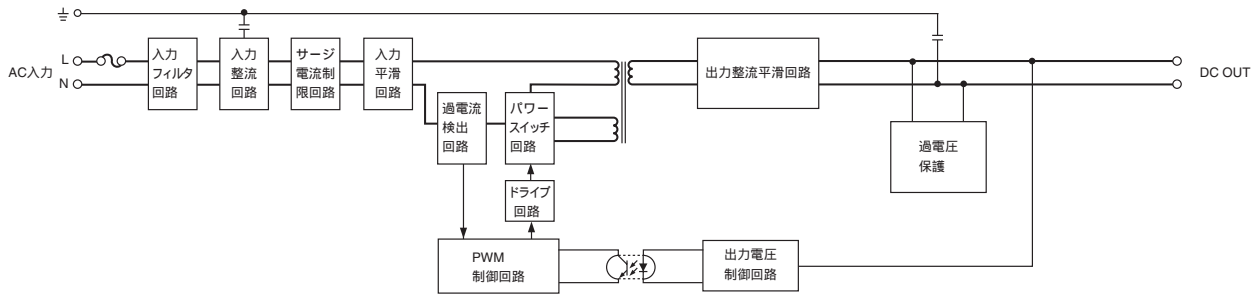 AC入力
L
N
入力
フィルタ
回路
入力
整流
回路
サージ
電流制
限回路
入力
平滑
回路
過電流
検出
回路
パワー
スイッチ
回路
ドライブ
回路
PWM
制御回路
出力整流平滑回路
出力電圧
制御回路
過電圧
保護
DC OUT